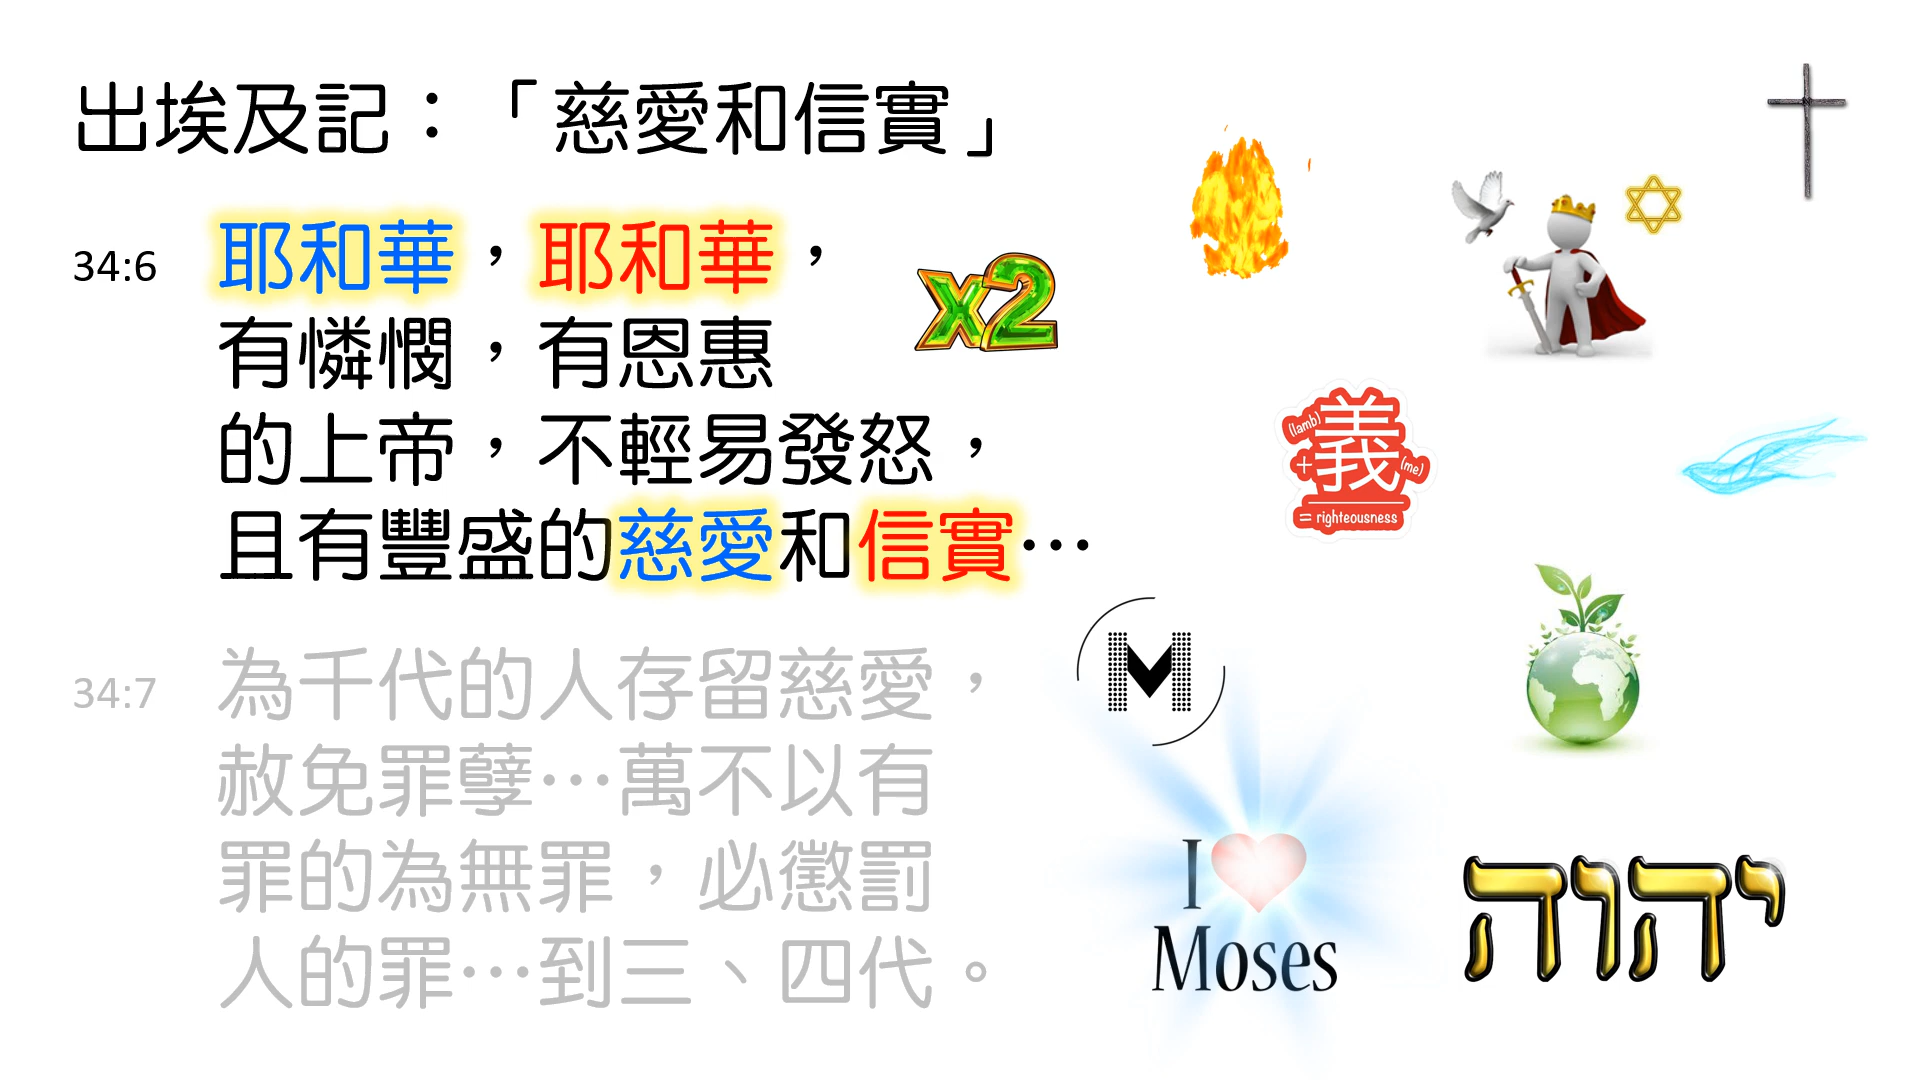 出埃及記：「慈愛和信實」
34:6 耶和華，耶和華，
有憐憫，有恩惠
的上帝，不輕易發怒，
且有豐盛的慈愛和信實…
34:7 為千代的人存留慈愛，
赦免罪孽…萬不以有
罪的為無罪，必懲罰
人的罪…到三、四代。
x2
(lamb)
義
+
(me)
= righteousness
M
I
Moses
יהוה